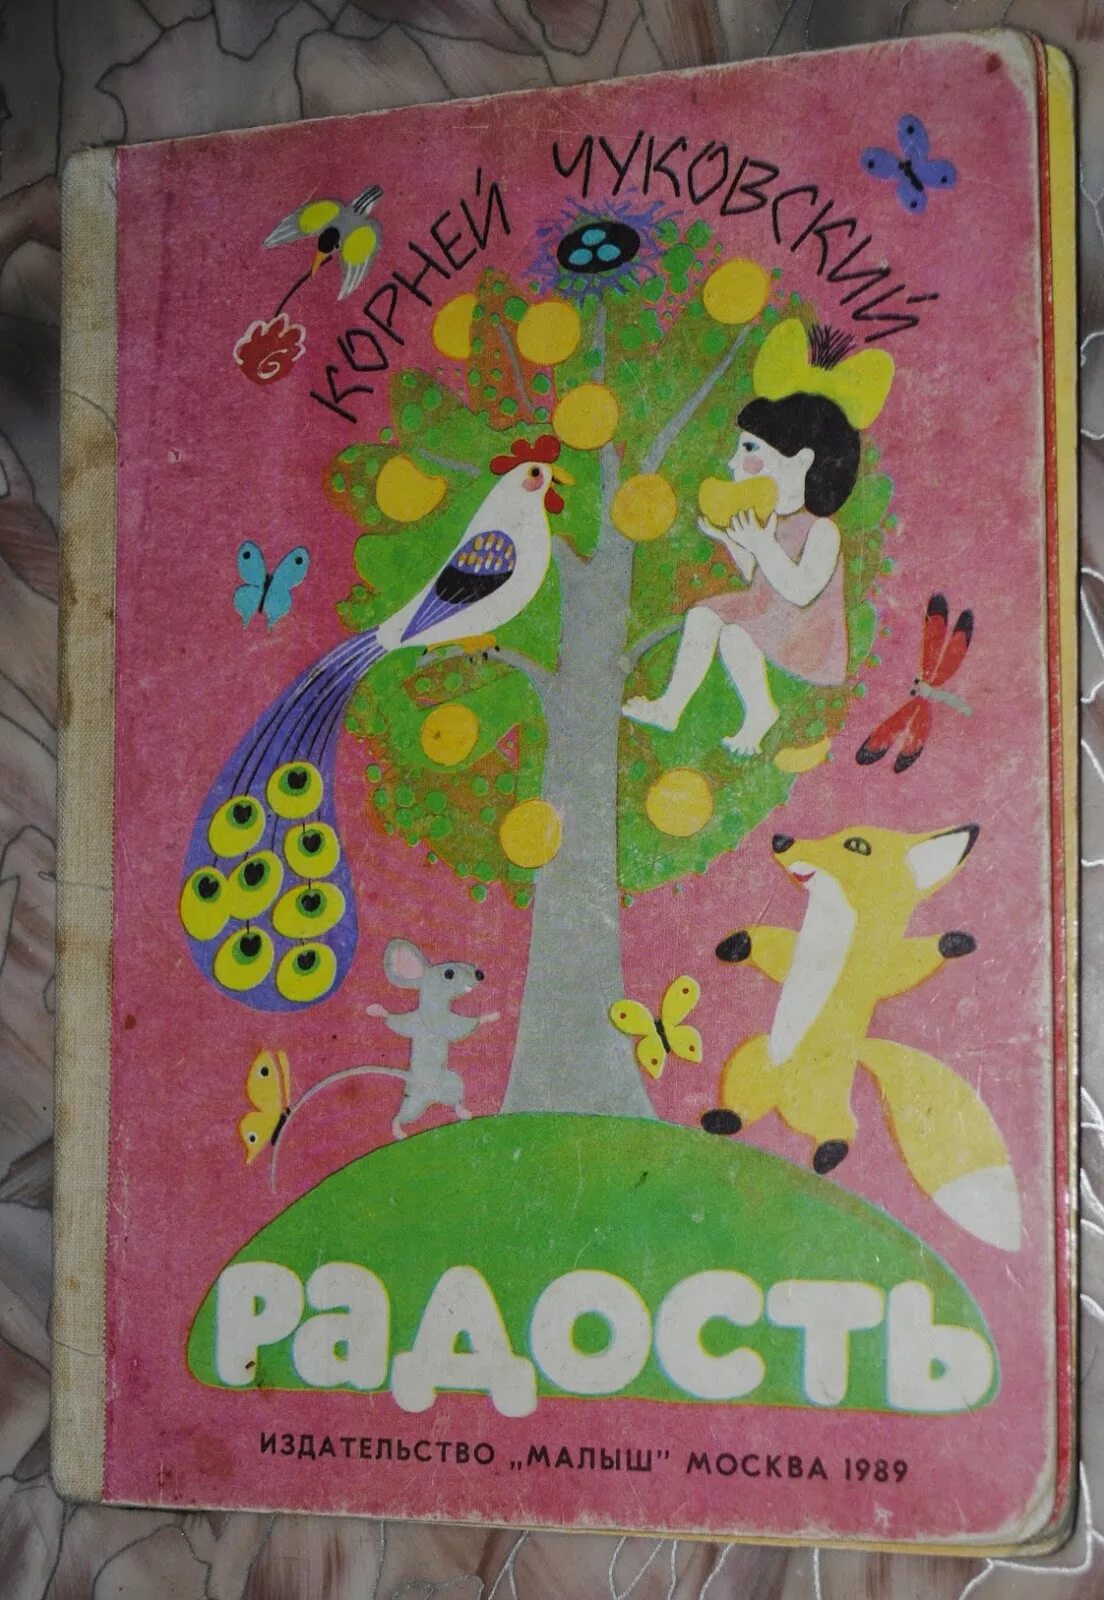 КОРНЕЙ ЧУКОВСКИЙ
РаДОСТЬ
ИЗДАТЕЛЬСТВО „МАЛЫШ" МОСКВА 1989